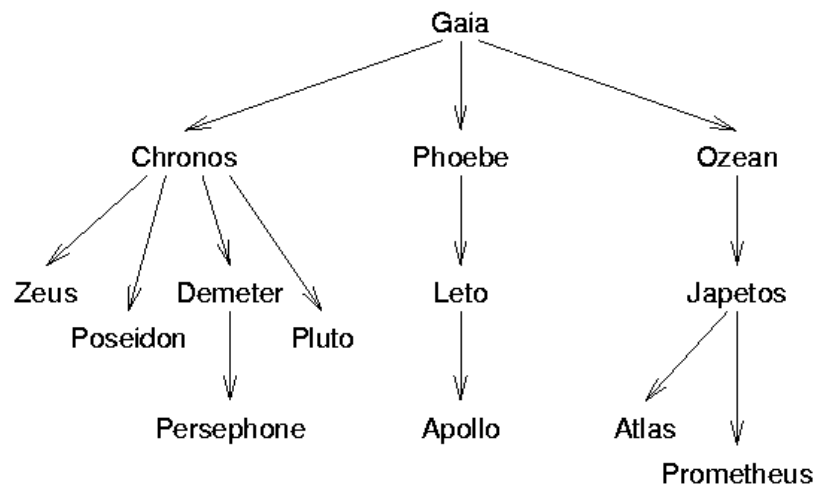 Gaia
Chronos Phoebe Ozean
Zeus Demeter Leto Japetos
Poseidon Pluto
Persephone Apollo Atlas
Prometheus